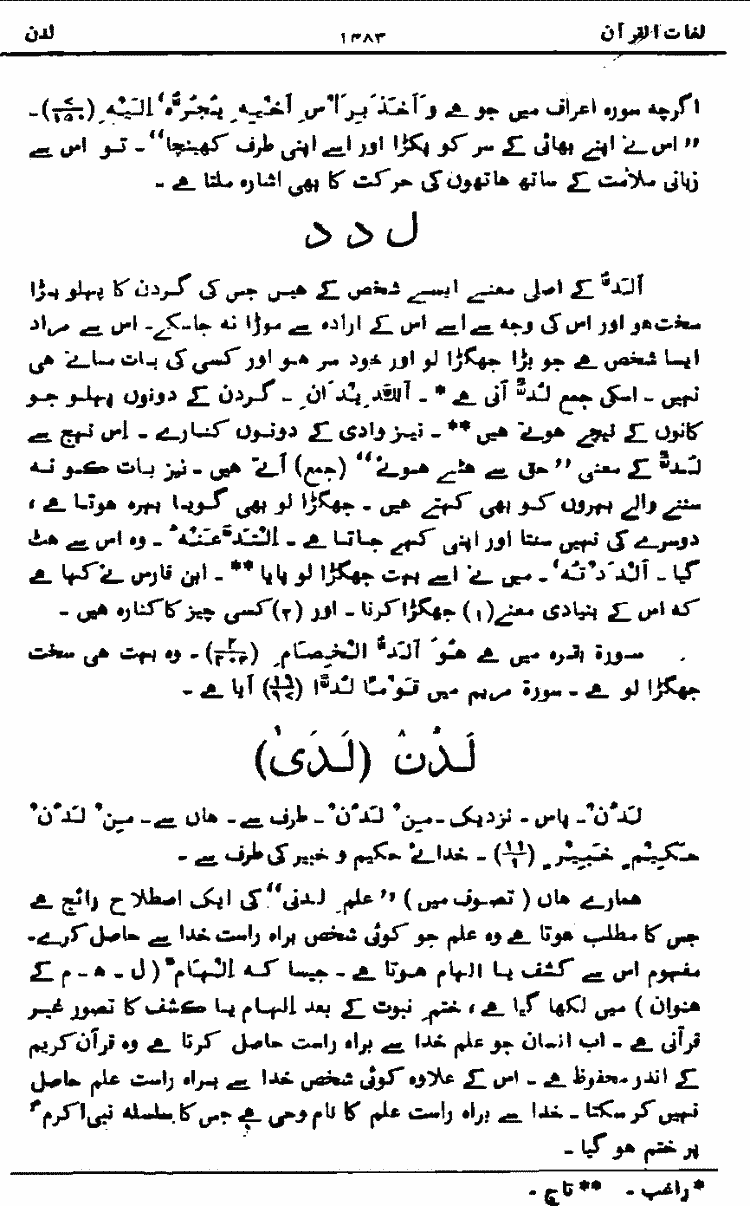 لغات القرآن ۱۴۸۳ لدن
اگرچہ سورہ اعراف میں جو ہے وَ اَخَذَ بِرَاْسِ اَخِیْہِ یَجُرُّہٗ اِلَیْہِ (۷/۱۵۰)۔
”اس نے اپنے بھائی کے سر کو پکڑا اور اسے اپنی طرف کھینچا“۔ تو اس سے
زبانی ملامت کے ساتھ ہاتھوں کی حرکت کا بھی اشارہ ملتا ہے ۔
ل د د
اَلَدُّ کے اصلی معنے ایسے شخص کے ہیں جس کی گردن کا پہلو بڑا
سخت ہو اور اس کی وجہ سے اسے اس کے ارادہ سے موڑا نہ جا سکے۔ اس سے مراد
ایسا شخص ہے جو بڑا جھگڑا لو اور خود سر ہو اور کسی کی بات مانے ہی
نہیں ۔ اسکی جمع لُدٌّ آتی ہے * ۔ اَللَّدِیْدَانِ ۔ گردن کے دونوں پہلو جو
کانوں کے نیچے ہوتے ہیں ** ۔ نیز وادی کے دونوں کنارے ۔ اس نہج سے
لُدٌّ کے معنی ”حق سے ہٹے ہوئے“ (جمع) آتے ہیں ۔ نیز بات کو نہ
سننے والے بہروں کو بھی کہتے ہیں ۔ جھگڑا لو بھی گویا بہرہ ہوتا ہے ،
دوسرے کی نہیں سنتا اور اپنی کہے جاتا ہے ۔ اِلْتَدَّ عَنْہُ ۔ وہ اس سے ہٹ
گیا ۔ اَلْدَدْتُہٗ ۔ میں نے اسے بہت جھگڑا لو پایا ** ۔ ابن فارس نے کہا ہے
کہ اس کے بنیادی معنے (۱) جھگڑا کرنا ۔ اور (۲) کسی چیز کا کنارہ ہیں ۔
سورۃ بقرہ میں ہے ھُوَ اَلَدُّ الْخِصَامِ (۲/۲۰۴)۔ وہ بہت ہی سخت
جھگڑا لو ہے ۔ سورۃ مریم میں قَوْمًا لُدًّا (۱۹/۹۷) آیا ہے ۔
لَدُنْ (لَدَیٰ)
لَدُنْ ۔ پاس ۔ نزدیک ۔ مِنْ لَدُنْ ۔ طرف سے ۔ ہاں سے ۔ مِنْ لَدُنْ
حَکِیْمٍ خَبِیْرٍ (۱۱/۱) ۔ خدائے حکیم و خبیر کی طرف سے ۔
ہمارے ہاں ( تصوف میں ) ”علمِ لدنی“ کی ایک اصطلاح رائج ہے
جس کا مطلب ہوتا ہے وہ علم جو کوئی شخص براہ راست خدا سے حاصل کرے۔
مفہوم اس سے کشف یا الہام ہوتا ہے ۔ جیسا کہ اِلْہَام ( ل ۔ ھ ۔ م کے
عنوان ) میں لکھا گیا ہے ، ختمِ نبوت کے بعد اِلہام یا کشف کا تصور غیر
قرآنی ہے ۔ اب انسان جو علم خدا سے براہ راست حاصل کرتا ہے وہ قرآن کریم
کے اندر محفوظ ہے ۔ اس کے علاوہ کوئی شخص خدا سے براہ راست علم حاصل
نہیں کر سکتا ۔ خدا سے براہ راست علم کا نام وحی ہے جس کا سلسلہ نبی اکرم ؐ
پر ختم ہو گیا ۔
* راغب ۔ ** تاج ۔